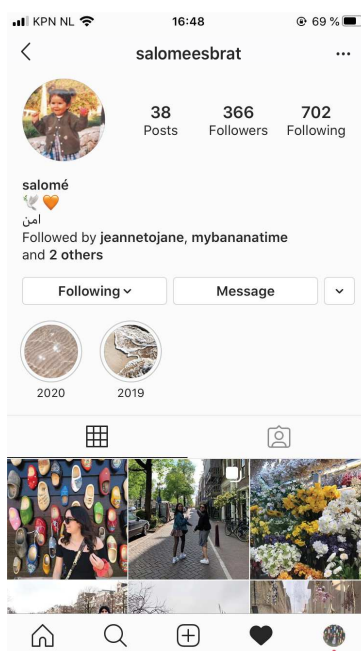 KPN NL 16:48 69 %
salomeesbrat
38 366 702
Posts Followers Following
salomé
امن
Followed by jeannetojane, mybananatime
and 2 others
Following Message
2020 2019